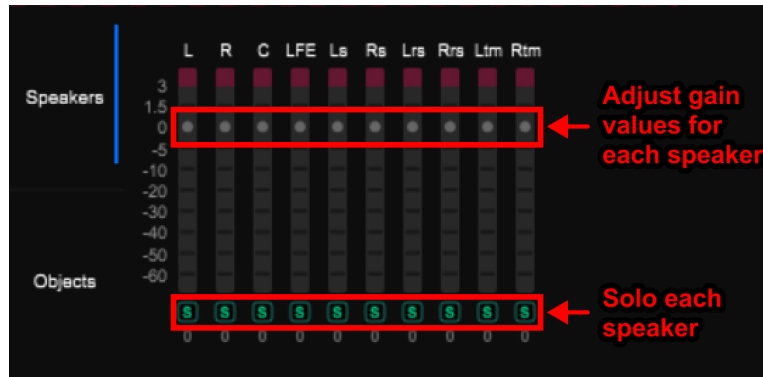 L R C LFE Ls Rs Lrs Rrs Ltm Rtm
Speakers
3
1.5
0
-5
-10
-20
-30
-40
-50
-60
Adjust gain
values for
each speaker
Objects
S S S S S S S S S S
0 0 0 0 0 0 0 0 0 0
Solo each
speaker